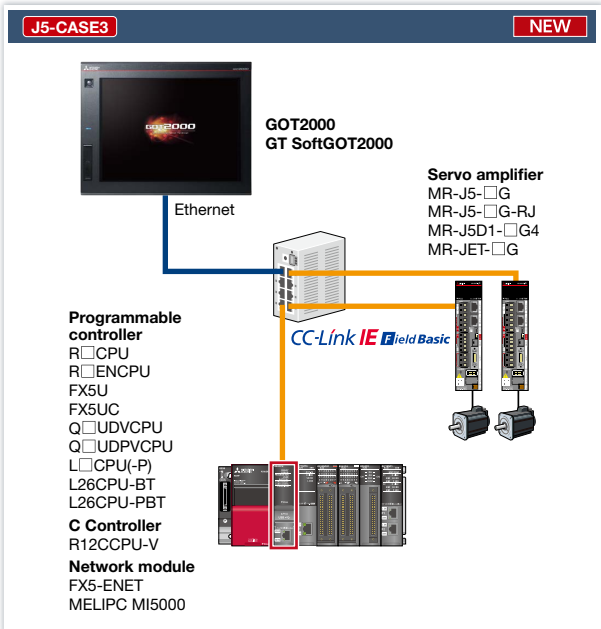 J5-CASE3
NEW
GOT2000
GOT2000
GT SoftGOT2000
Ethernet
Servo amplifier
MR-J5-□G
MR-J5-□G-RJ
MR-J5D1-□G4
MR-JET-□G
CC-Link IE Field Basic
Programmable
controller
R□CPU
R□ENCPU
FX5U
FX5UC
Q□UDVCPU
Q□UDPVCPU
L□CPU(-P)
L26CPU-BT
L26CPU-PBT
C Controller
R12CCPU-V
Network module
FX5-ENET
MELIPC MI5000